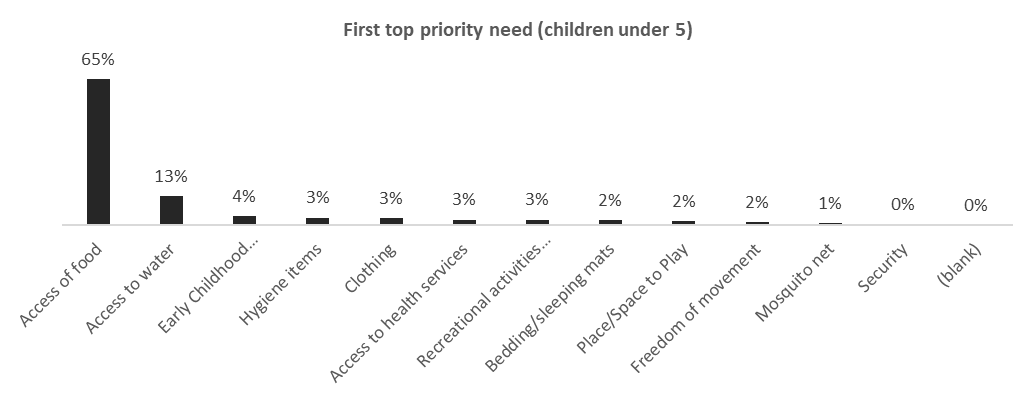 First top priority need (children under 5)
65%
13%
4%
3%
3%
3%
3%
2%
2%
2%
1%
0%
0%
Access of food
Access to water
Early Childhood...
Hygiene items
Clothing
Access to health services
Recreational activities...
Bedding/sleeping mats
Place/Space to Play
Freedom of movement
Mosquito net
Security
(blank)